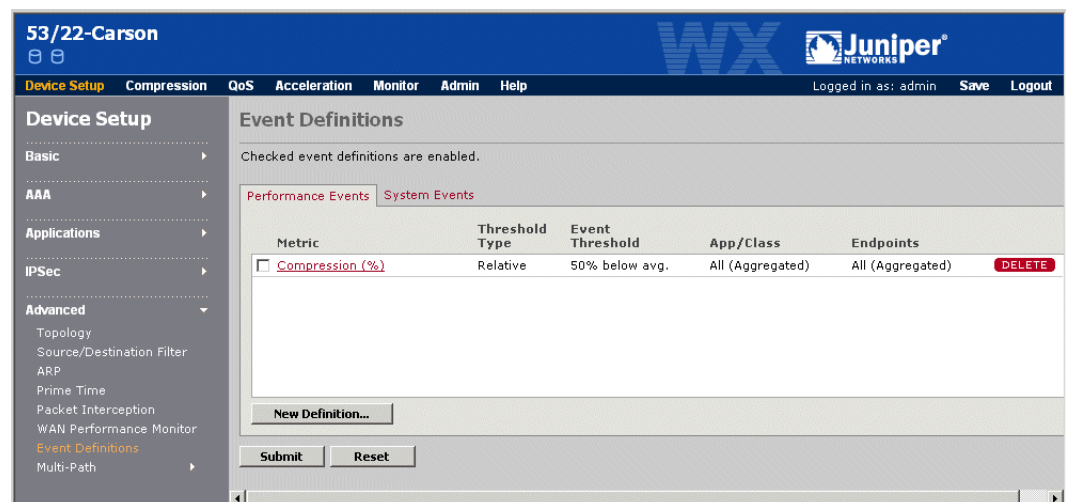 53/22-Carson
WX
Juniper®
NETWORKS
Device Setup Compression QoS Acceleration Monitor Admin Help Logged in as: admin Save Logout
Device Setup
Basic
AAA
Applications
IPSec
Advanced
Topology
Source/Destination Filter
ARP
Prime Time
Packet Interception
WAN Performance Monitor
Event Definitions
Multi-Path
Event Definitions
Checked event definitions are enabled.
Performance Events System Events
Metric Threshold Type Event Threshold App/Class Endpoints
Compression (%) Relative 50% below avg. All (Aggregated) All (Aggregated) DELETE
New Definition...
Submit Reset